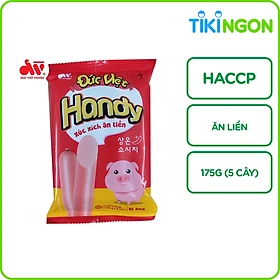 TIKINGON
DUC VIET FOODS
Đức Việt
Handy
Xúc xích ăn liền
상온
소시지
HACCP
ĂN LIỀN
175G (5 CÂY)